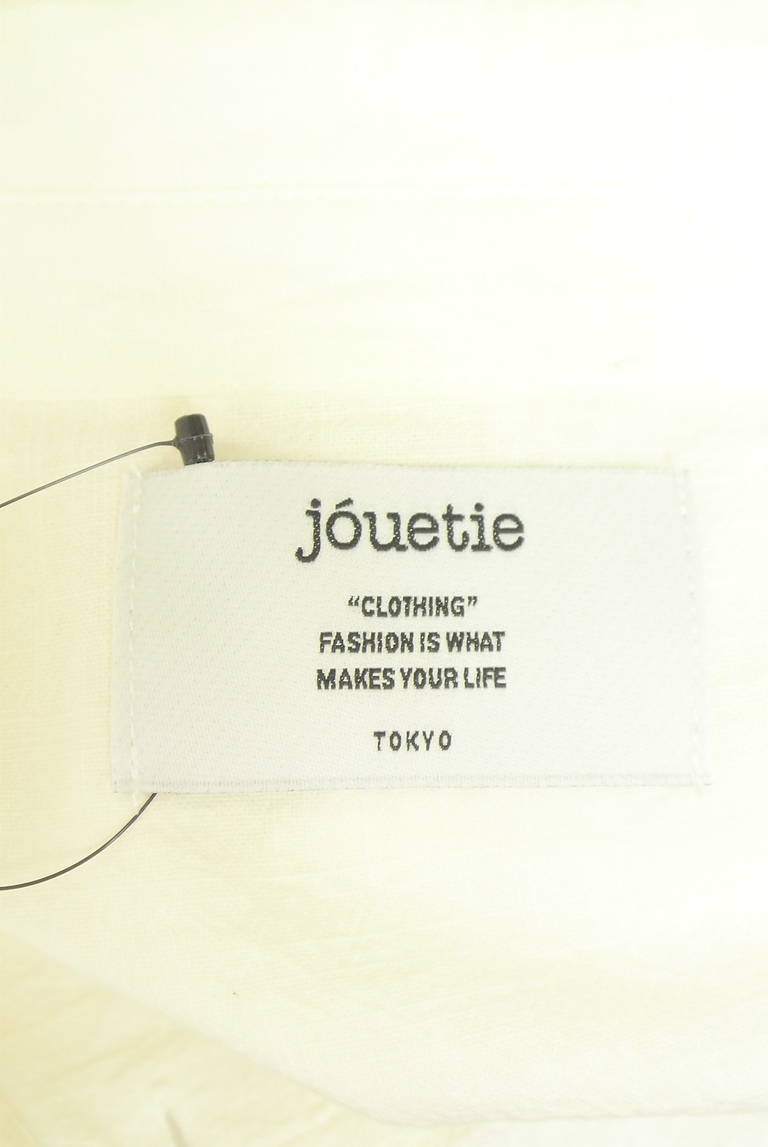 jóuetie
“CLOTHING”
FASHION IS WHAT
MAKES YOUR LIFE
TOKYO